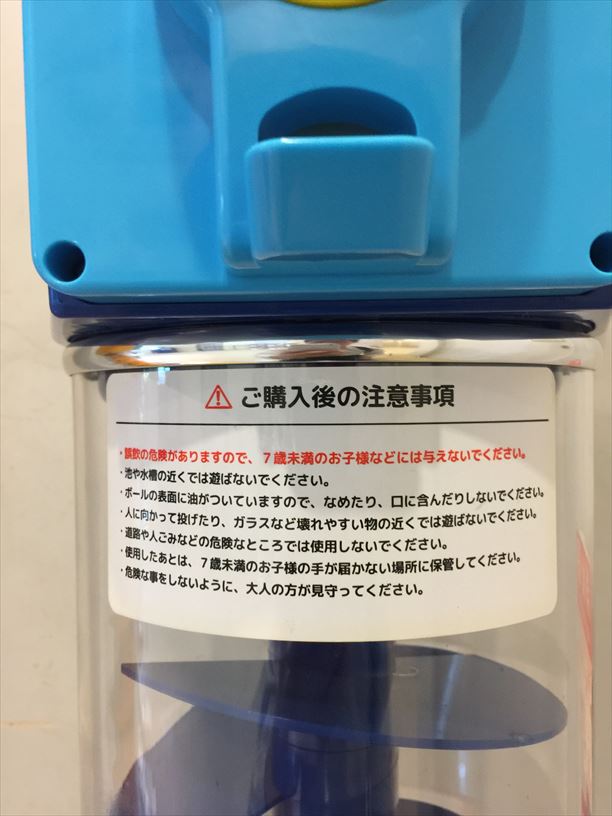 ⚠ ご購入後の注意事項
・誤飲の危険がありますので、7歳未満のお子様などには与えないでください。
・池や水槽の近くでは遊ばないでください。
・ボールの表面に油がついていますので、なめたり、口に含んだりしないでください。
・人に向かって投げたり、ガラスなど壊れやすい物の近くでは遊ばないでください。
・道路や人ごみなどの危険なところでは使用しないでください。
・使用したあとは、7歳未満のお子様の手が届かない場所に保管してください。
・危険な事をしないように、大人の方が見守ってください。